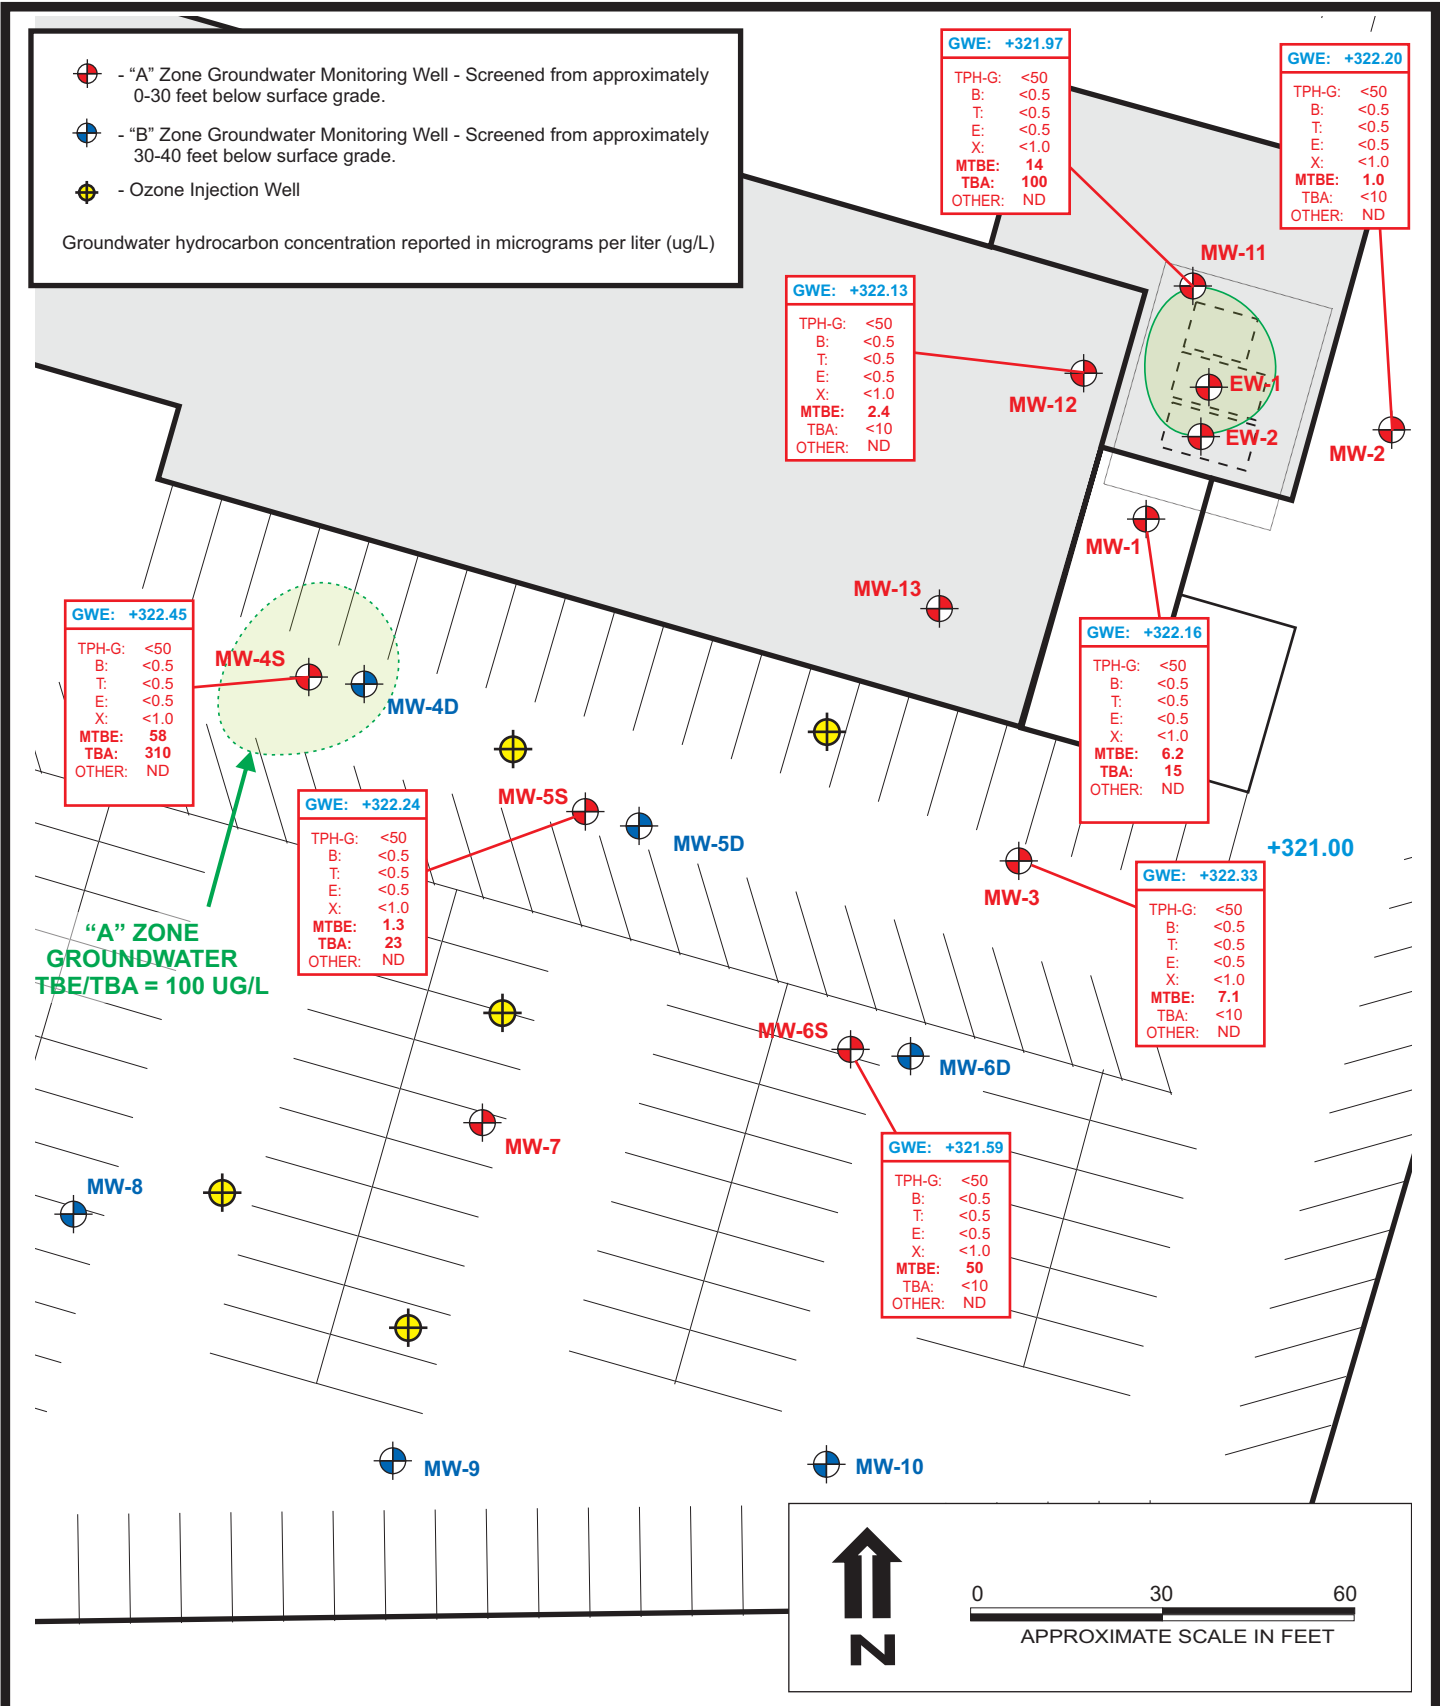 - “A” Zone Groundwater Monitoring Well - Screened from approximately
0-30 feet below surface grade.
- “B” Zone Groundwater Monitoring Well - Screened from approximately
30-40 feet below surface grade.
- Ozone Injection Well
Groundwater hydrocarbon concentration reported in micrograms per liter (ug/L)
GWE: +321.97
TPH-G: <50
B: <0.5
T: <0.5
E: <0.5
X: <1.0
MTBE: 14
TBA: 100
OTHER: ND
GWE: +322.20
TPH-G: <50
B: <0.5
T: <0.5
E: <0.5
X: <1.0
MTBE: 1.0
TBA: <10
OTHER: ND
MW-11
GWE: +322.13
TPH-G: <50
B: <0.5
T: <0.5
E: <0.5
X: <1.0
MTBE: 2.4
TBA: <10
OTHER: ND
MW-12
EW-1
EW-2
MW-2
MW-1
MW-13
GWE: +322.45
TPH-G: <50
B: <0.5
T: <0.5
E: <0.5
X: <1.0
MTBE: 58
TBA: 310
OTHER: ND
MW-4S
MW-4D
GWE: +322.16
TPH-G: <50
B: <0.5
T: <0.5
E: <0.5
X: <1.0
MTBE: 6.2
TBA: 15
OTHER: ND
GWE: +322.24
TPH-G: <50
B: <0.5
T: <0.5
E: <0.5
X: <1.0
MTBE: 1.3
TBA: 23
OTHER: ND
MW-5S
MW-5D
+321.00
MW-3
GWE: +322.33
TPH-G: <50
B: <0.5
T: <0.5
E: <0.5
X: <1.0
MTBE: 7.1
TBA: <10
OTHER: ND
“A” ZONE
GROUNDWATER
TBE/TBA = 100 UG/L
MW-6S
MW-6D
MW-7
GWE: +321.59
TPH-G: <50
B: <0.5
T: <0.5
E: <0.5
X: <1.0
MTBE: 50
TBA: <10
OTHER: ND
MW-8
MW-9
MW-10
N
0 30 60
APPROXIMATE SCALE IN FEET